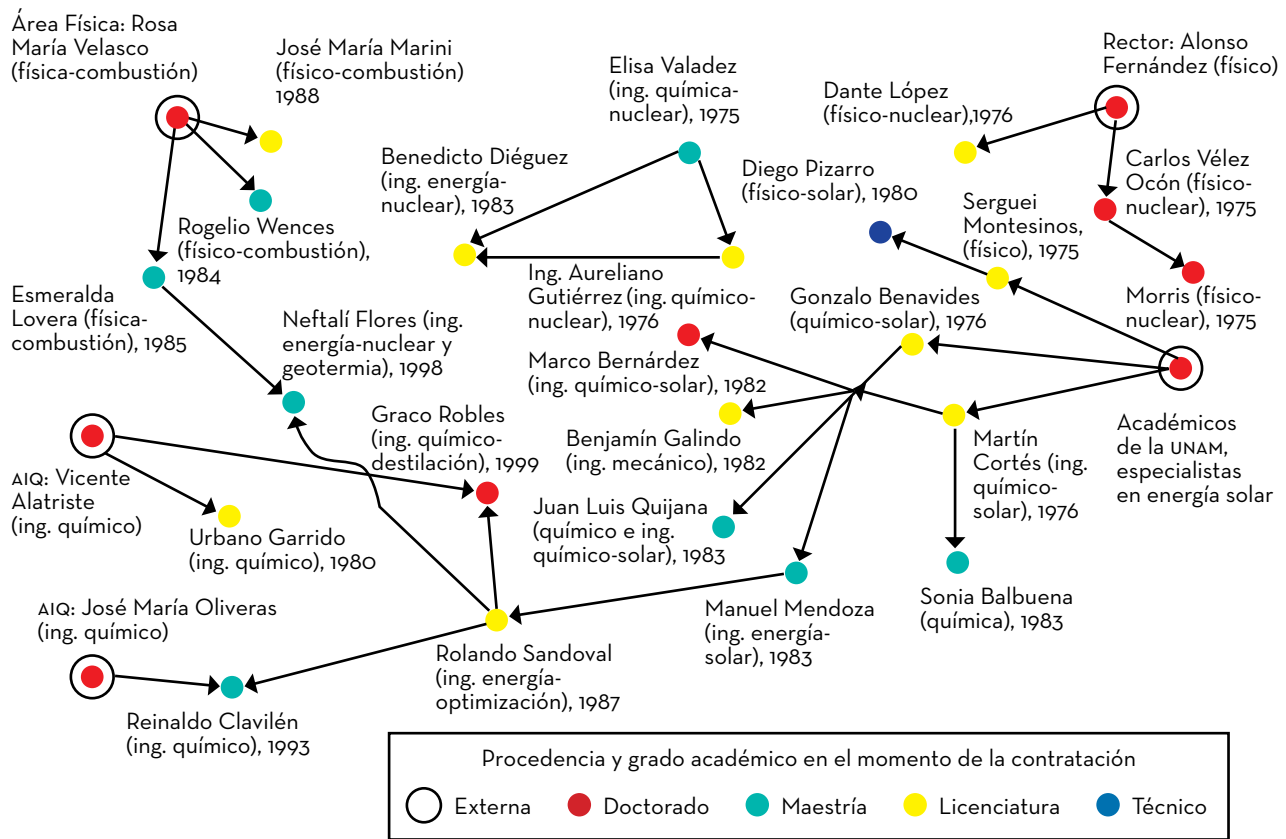 Área Física: Rosa
María Velasco
(física-combustión)
José María Marini
(físico-combustión)
1988
Elisa Valadez
(ing. química-
nuclear), 1975
Rector: Alonso
Fernández (físico)
Dante López
(físico-nuclear),1976
Benedicto Diéguez
(ing. energía-
nuclear), 1983
Diego Pizarro
(físico-solar), 1980
Carlos Vélez
Ocón (físico-
nuclear), 1975
Serguei
Montesinos,
(físico), 1975
Rogelio Wences
(físico-combustión),
1984
Ing. Aureliano
Gutiérrez (ing. químico-
nuclear), 1976
Gonzalo Benavides
(químico-solar), 1976
Morris (físico-
nuclear), 1975
Esmeralda
Lovera (física-
combustión), 1985
Neftalí Flores (ing.
energía-nuclear y
geotermia), 1998
Marco Bernárdez
(ing. químico-solar), 1982
Graco Robles
(ing. químico-
destilación), 1999
Benjamín Galindo
(ing. mecánico), 1982
Martín
Cortés (ing.
químico-
solar), 1976
Académicos
de la UNAM,
especialistas
en energía solar
AIQ: Vicente
Alatriste
(ing. químico)
Urbano Garrido
(ing. químico), 1980
Juan Luis Quijana
(químico e ing.
químico-solar), 1983
AIQ: José María Oliveras
(ing. químico)
Manuel Mendoza
(ing. energía-
solar), 1983
Sonia Balbuena
(química), 1983
Rolando Sandoval
(ing. energía-
optimización), 1987
Reinaldo Clavilén
(ing. químico), 1993
Procedencia y grado académico en el momento de la contratación
Externa Doctorado Maestría Licenciatura Técnico